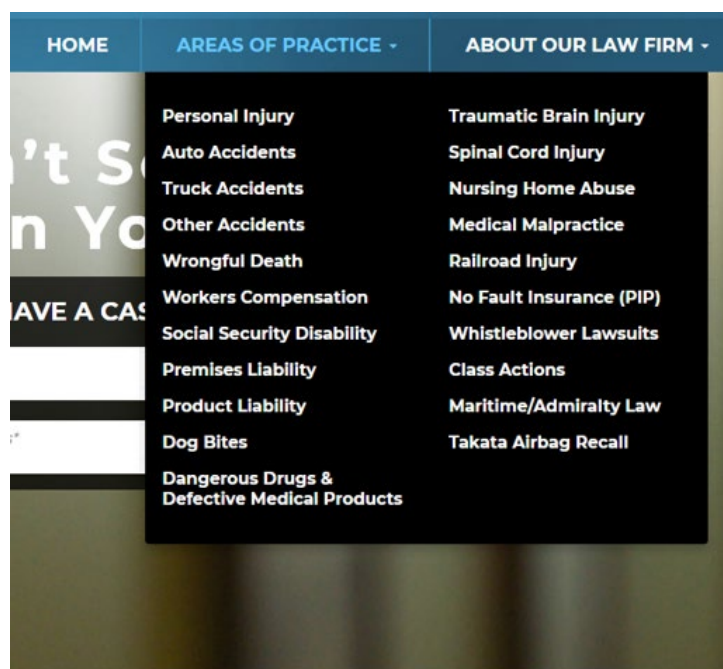 HOME
AREAS OF PRACTICE
ABOUT OUR LAW FIRM
Personal Injury
Auto Accidents
Truck Accidents
Other Accidents
Wrongful Death
Workers Compensation
Social Security Disability
Premises Liability
Product Liability
Dog Bites
Dangerous Drugs &
Defective Medical Products
Traumatic Brain Injury
Spinal Cord Injury
Nursing Home Abuse
Medical Malpractice
Railroad Injury
No Fault Insurance (PIP)
Whistleblower Lawsuits
Class Actions
Maritime/Admiralty Law
Takata Airbag Recall